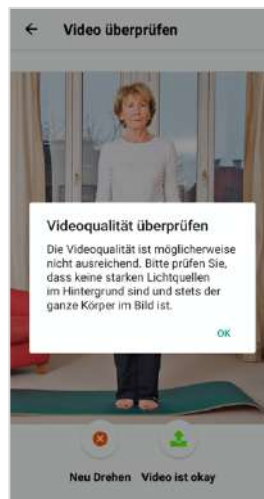 Video überprüfen
Videoqualität überprüfen
Die Videoqualität ist möglicherweise
nicht ausreichend. Bitte prüfen Sie,
dass keine starken Lichtquellen
im Hintergrund sind und stets der
ganze Körper im Bild ist.
OK
Neu Drehen Video ist okay